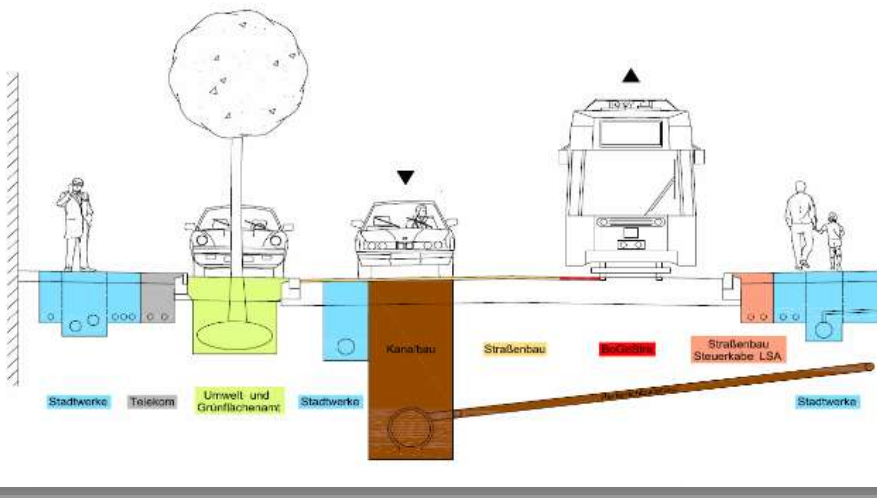 Kanalbau
Straßenbau
BoGeStra
Straßenbau
Steuerkabe LSA
Stadtwerke
Telekom
Umwelt- und
Grünflächenamt
Stadtwerke
Stadtwerke